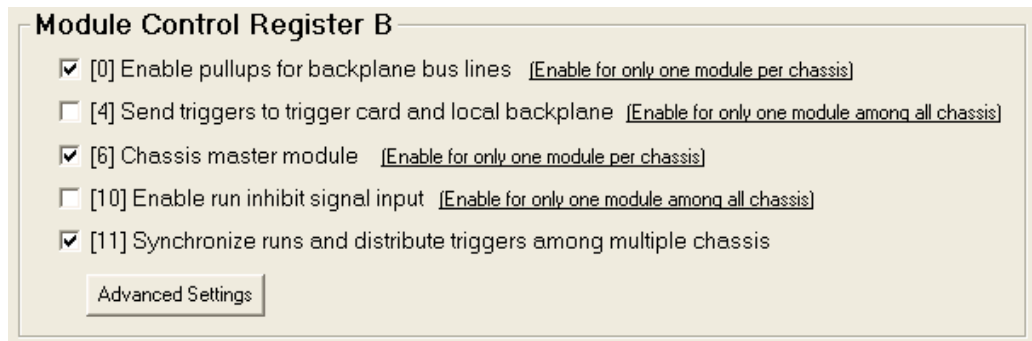 Module Control Register B
[0] Enable pullups for backplane bus lines (Enable for only one module per chassis)
[4] Send triggers to trigger card and local backplane (Enable for only one module among all chassis)
[6] Chassis master module (Enable for only one module per chassis)
[10] Enable run inhibit signal input (Enable for only one module among all chassis)
[11] Synchronize runs and distribute triggers among multiple chassis
Advanced Settings